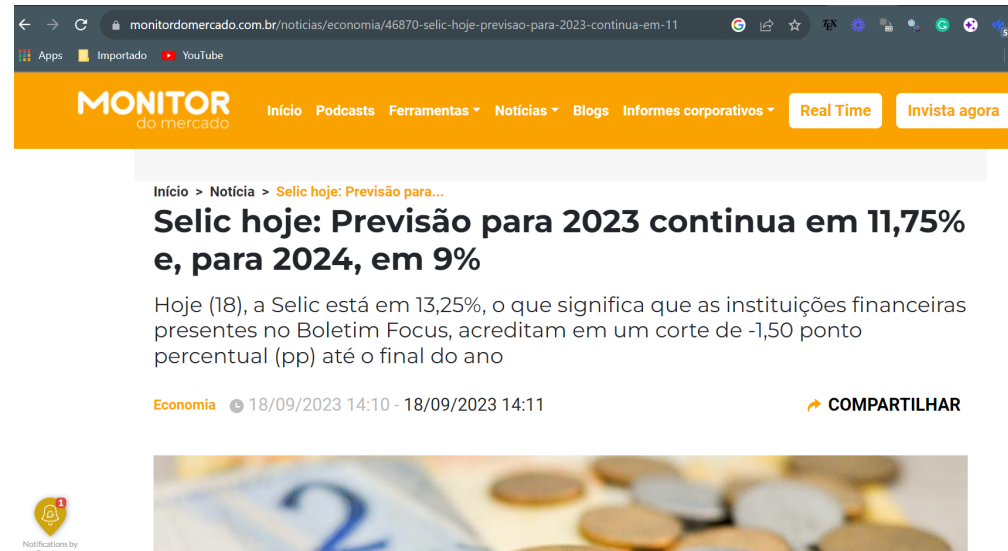 monitordomercado.com.br/noticias/economia/46870-selic-hoje-previsao-para-2023-continua-em-11
Apps Importado YouTube
MONITOR
do mercado
Início Podcasts Ferramentas Notícias Blogs Informes corporativos Real Time Invista agora
Início > Notícia > Selic hoje: Previsão para...
Selic hoje: Previsão para 2023 continua em 11,75%
e, para 2024, em 9%
Hoje (18), a Selic está em 13,25%, o que significa que as instituições financeiras
presentes no Boletim Focus, acreditam em um corte de -1,50 ponto
percentual (pp) até o final do ano
Economia 18/09/2023 14:10 - 18/09/2023 14:11 COMPARTILHAR
2
1
Notifications by